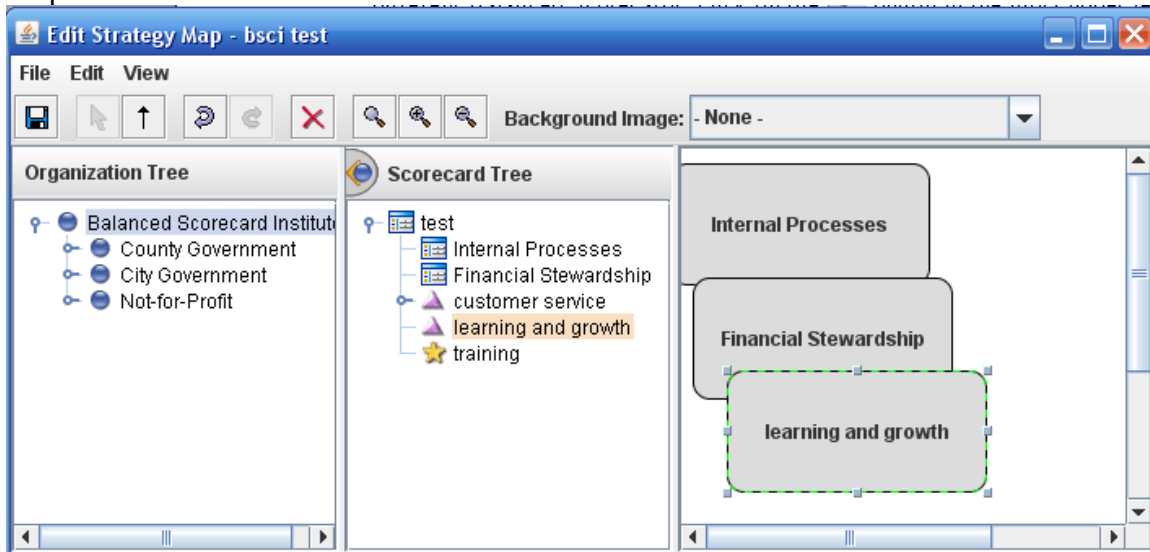 Edit Strategy Map - bsci test
File Edit View
Background Image: - None -
Organization Tree
Balanced Scorecard Institut
County Government
City Government
Not-for-Profit
Scorecard Tree
test
Internal Processes
Financial Stewardship
customer service
learning and growth
training
Internal Processes
Financial Stewardship
learning and growth